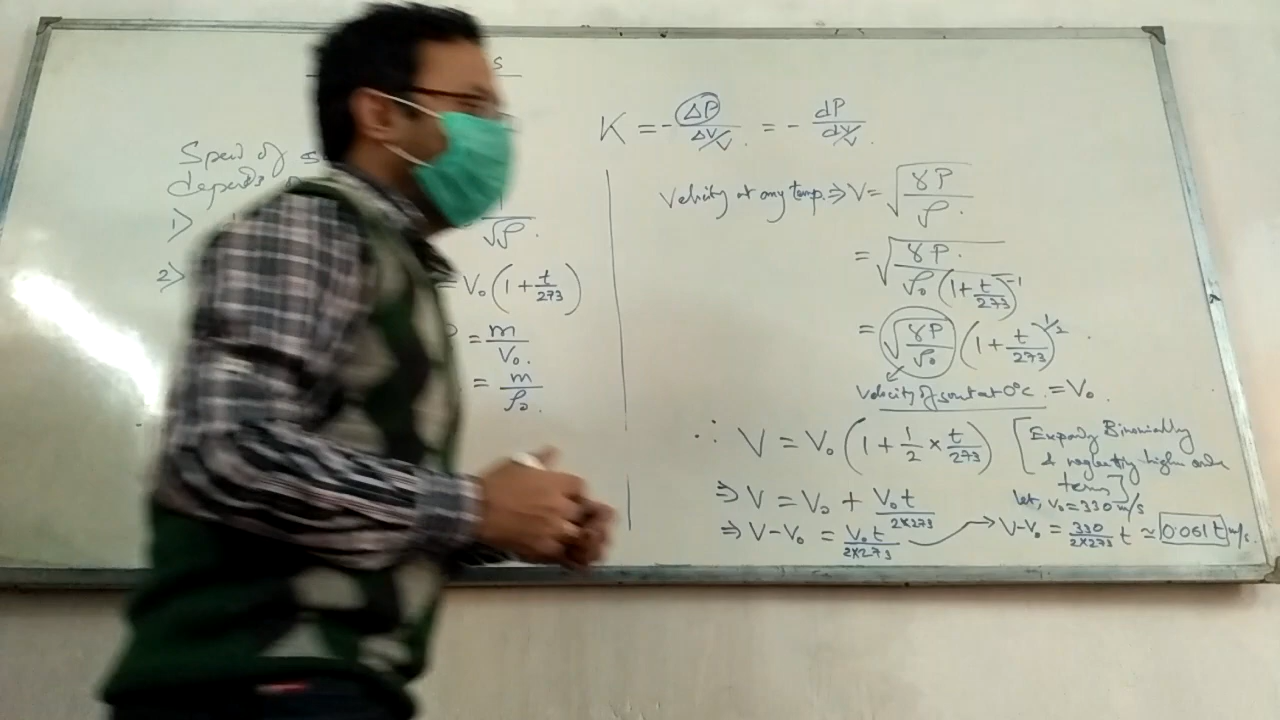 s
Speed of s
depends
1)
1/√ρ.
2)
= V₀(1 + t/273)
= m/V₀.
= m/ρ₀.
K = - ΔP/(ΔV/V) = - dP/(dV/V).
Velocity at any temp. ⇒ V = √(γP/ρ.)
= √(γP./(ρ₀(1 + t/273)⁻¹))
= √(γP/ρ₀) (1 + t/273)^1/2.
Velocity of sound at 0°c. = V₀.
∴ V = V₀(1 + 1/2 × t/273) [Expandg Binomially
& neglecting higher order
terms]
⇒ V = V₀ + V₀t/2×273
let, V₀ = 330 m/s
⇒ V-V₀ = V₀t/2×273 → V-V₀ = 330/2×273 t ≈ 0.061 t m/s.